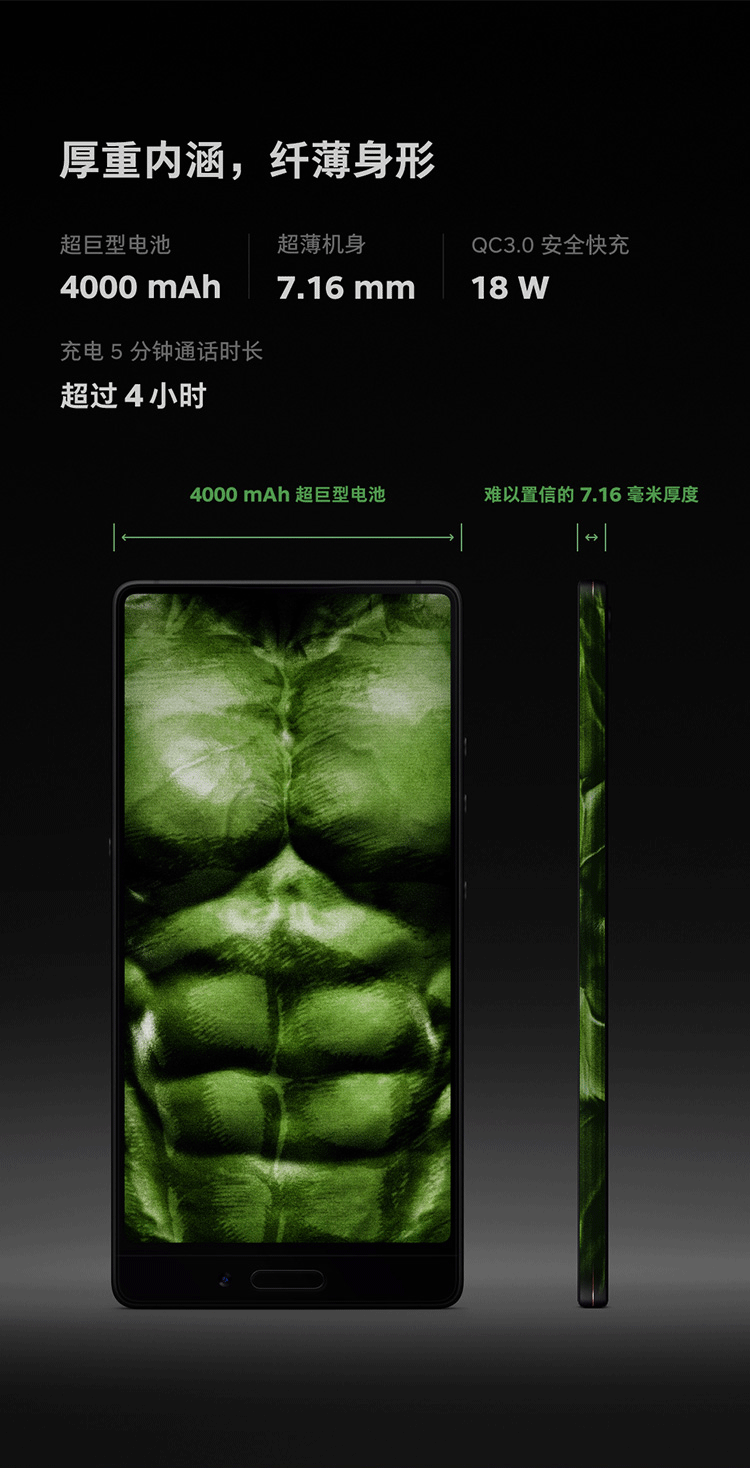 厚重内涵，纤薄身形
超巨型电池
4000 mAh
超薄机身
7.16 mm
QC3.0 安全快充
18 W
充电 5 分钟通话时长
超过 4 小时
4000 mAh 超巨型电池
难以置信的 7.16 毫米厚度